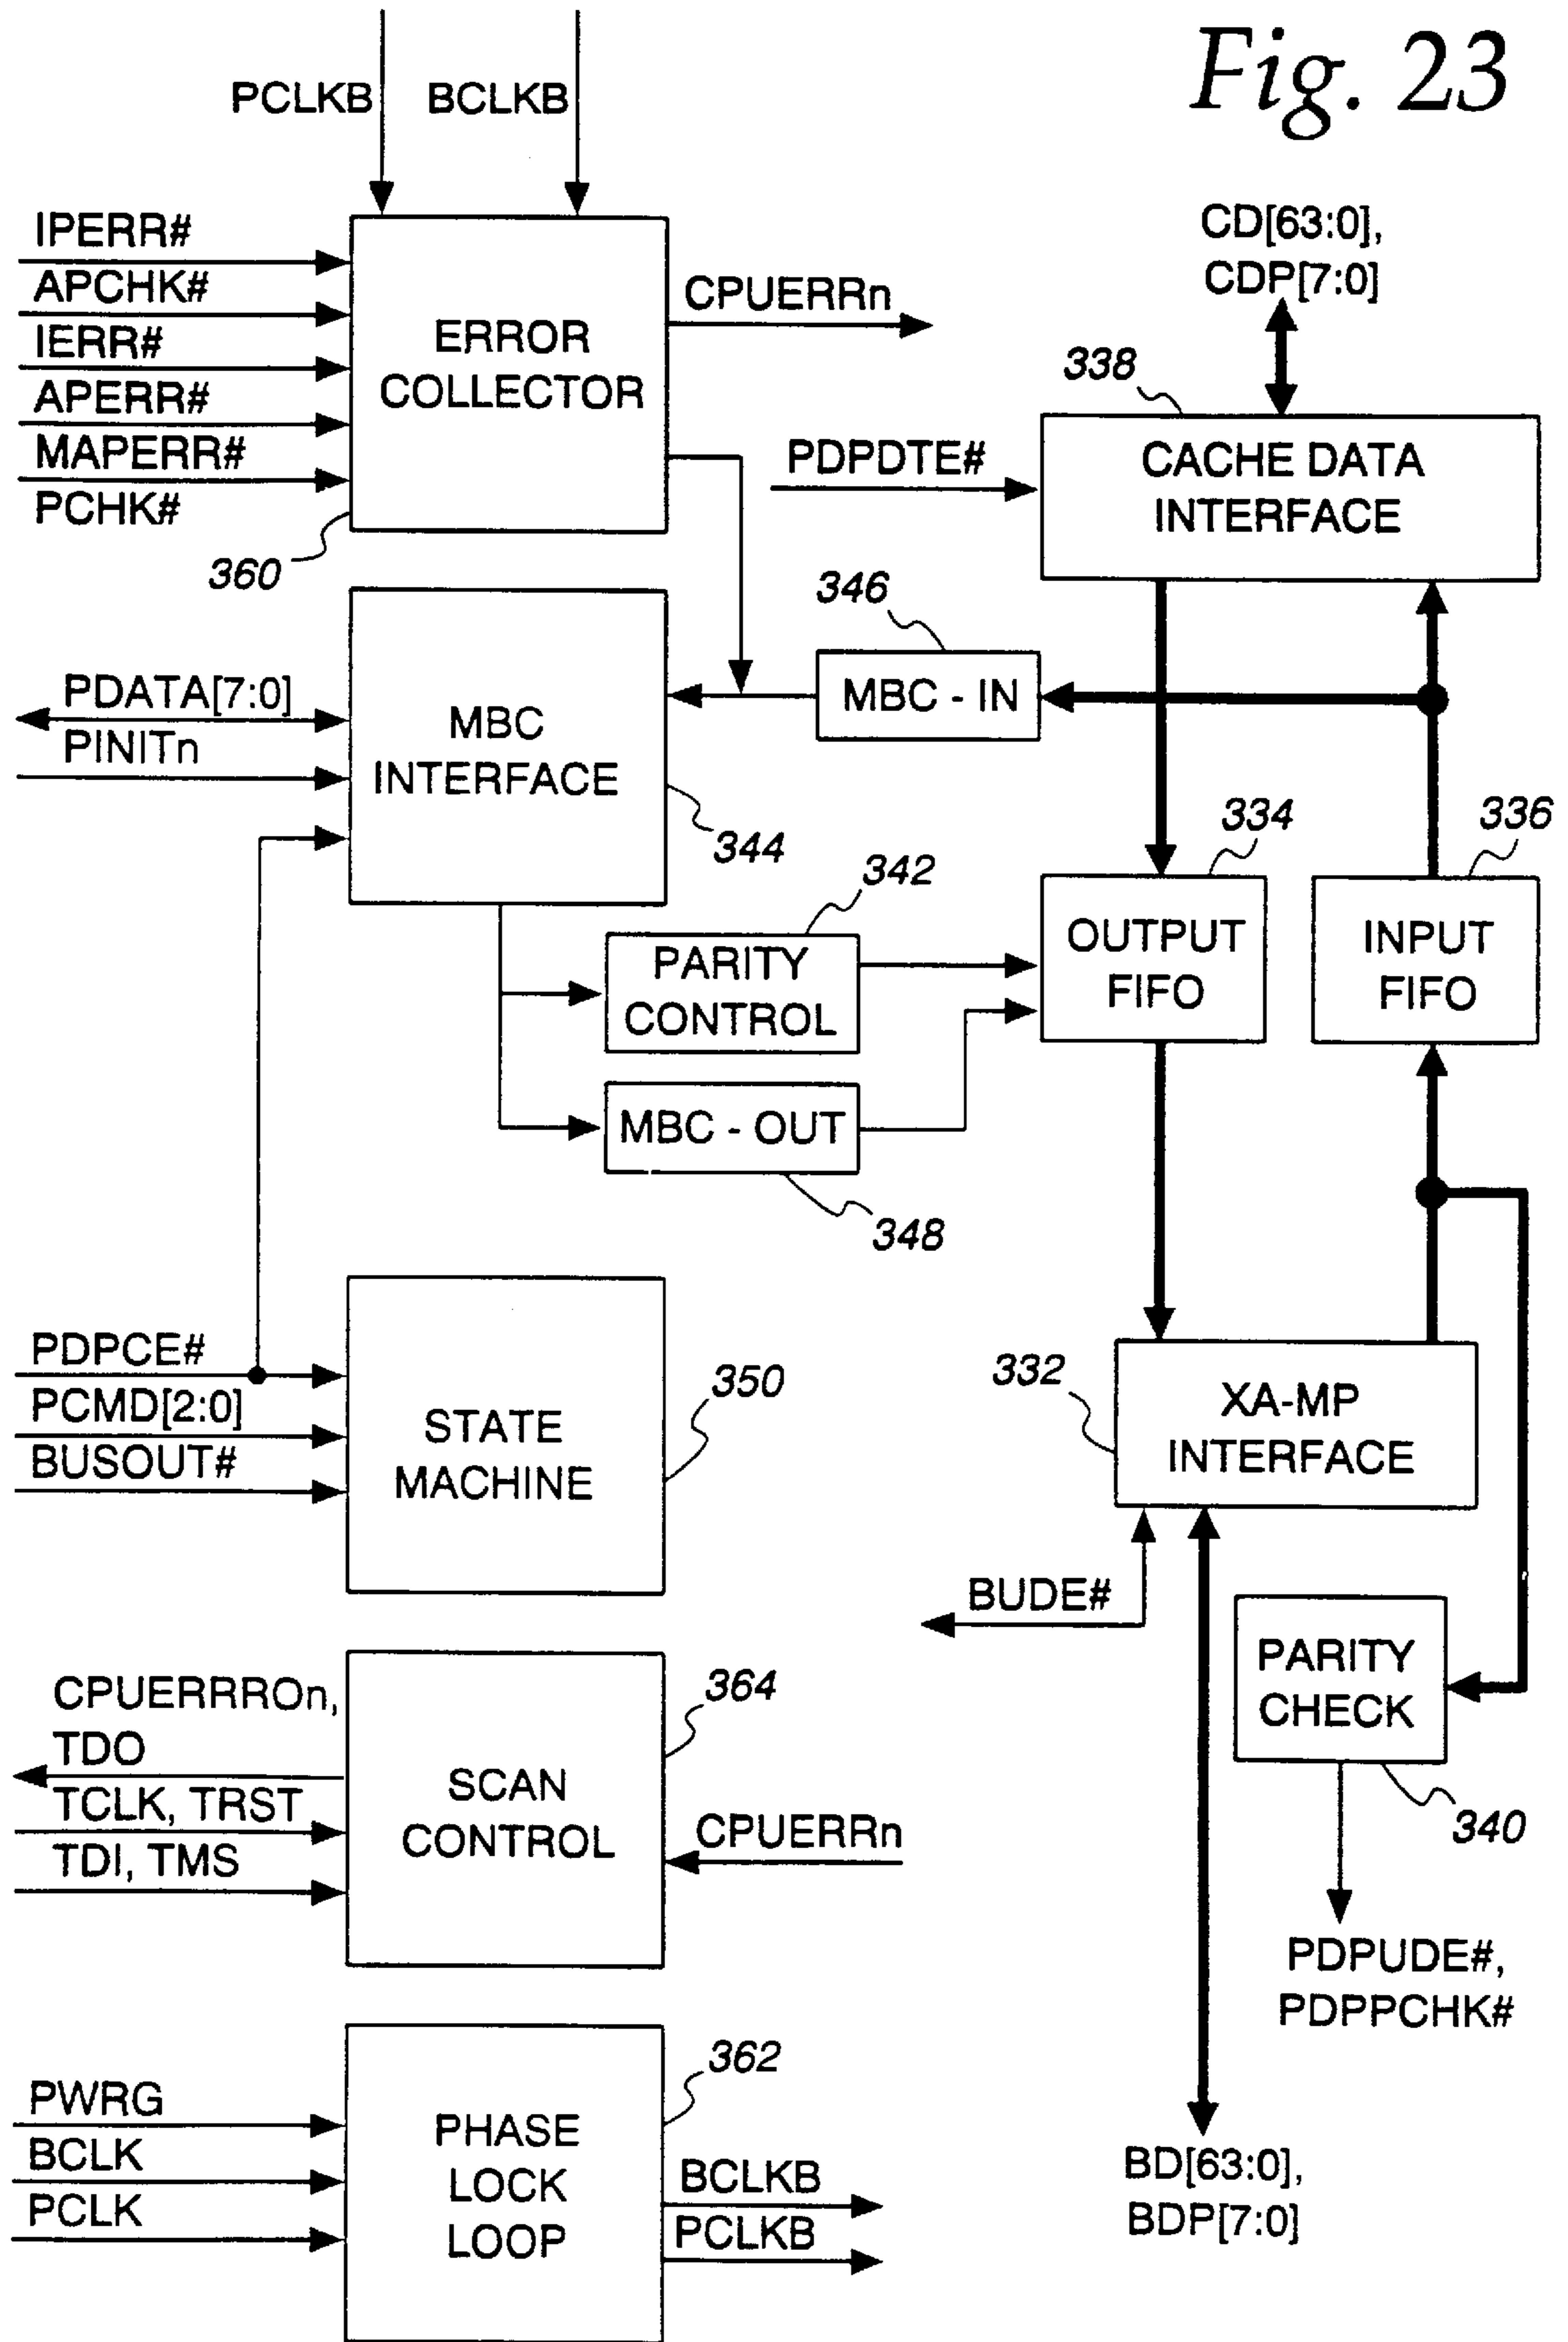 Fig. 23
PCLKB
BCLKB
IPERR#
APCHK#
IERR#
APERR#
MAPERR#
PCHK#
ERROR
COLLECTOR
360
CPUERRn
CD[63:0],
CDP[7:0]
338
PDPDTE#
CACHE DATA
INTERFACE
346
MBC - IN
PDATA[7:0]
PINITn
MBC
INTERFACE
344
342
PARITY
CONTROL
MBC - OUT
348
334
OUTPUT
FIFO
336
INPUT
FIFO
PDPCE#
PCMD[2:0]
BUSOUT#
STATE
MACHINE
350
332
XA-MP
INTERFACE
BUDE#
PARITY
CHECK
340
PDPUDE#,
PDPPCHK#
CPUERRROn,
TDO
TCLK, TRST
TDI, TMS
SCAN
CONTROL
364
CPUERRn
PWRG
BCLK
PCLK
PHASE
LOCK
LOOP
362
BCLKB
PCLKB
BD[63:0],
BDP[7:0]